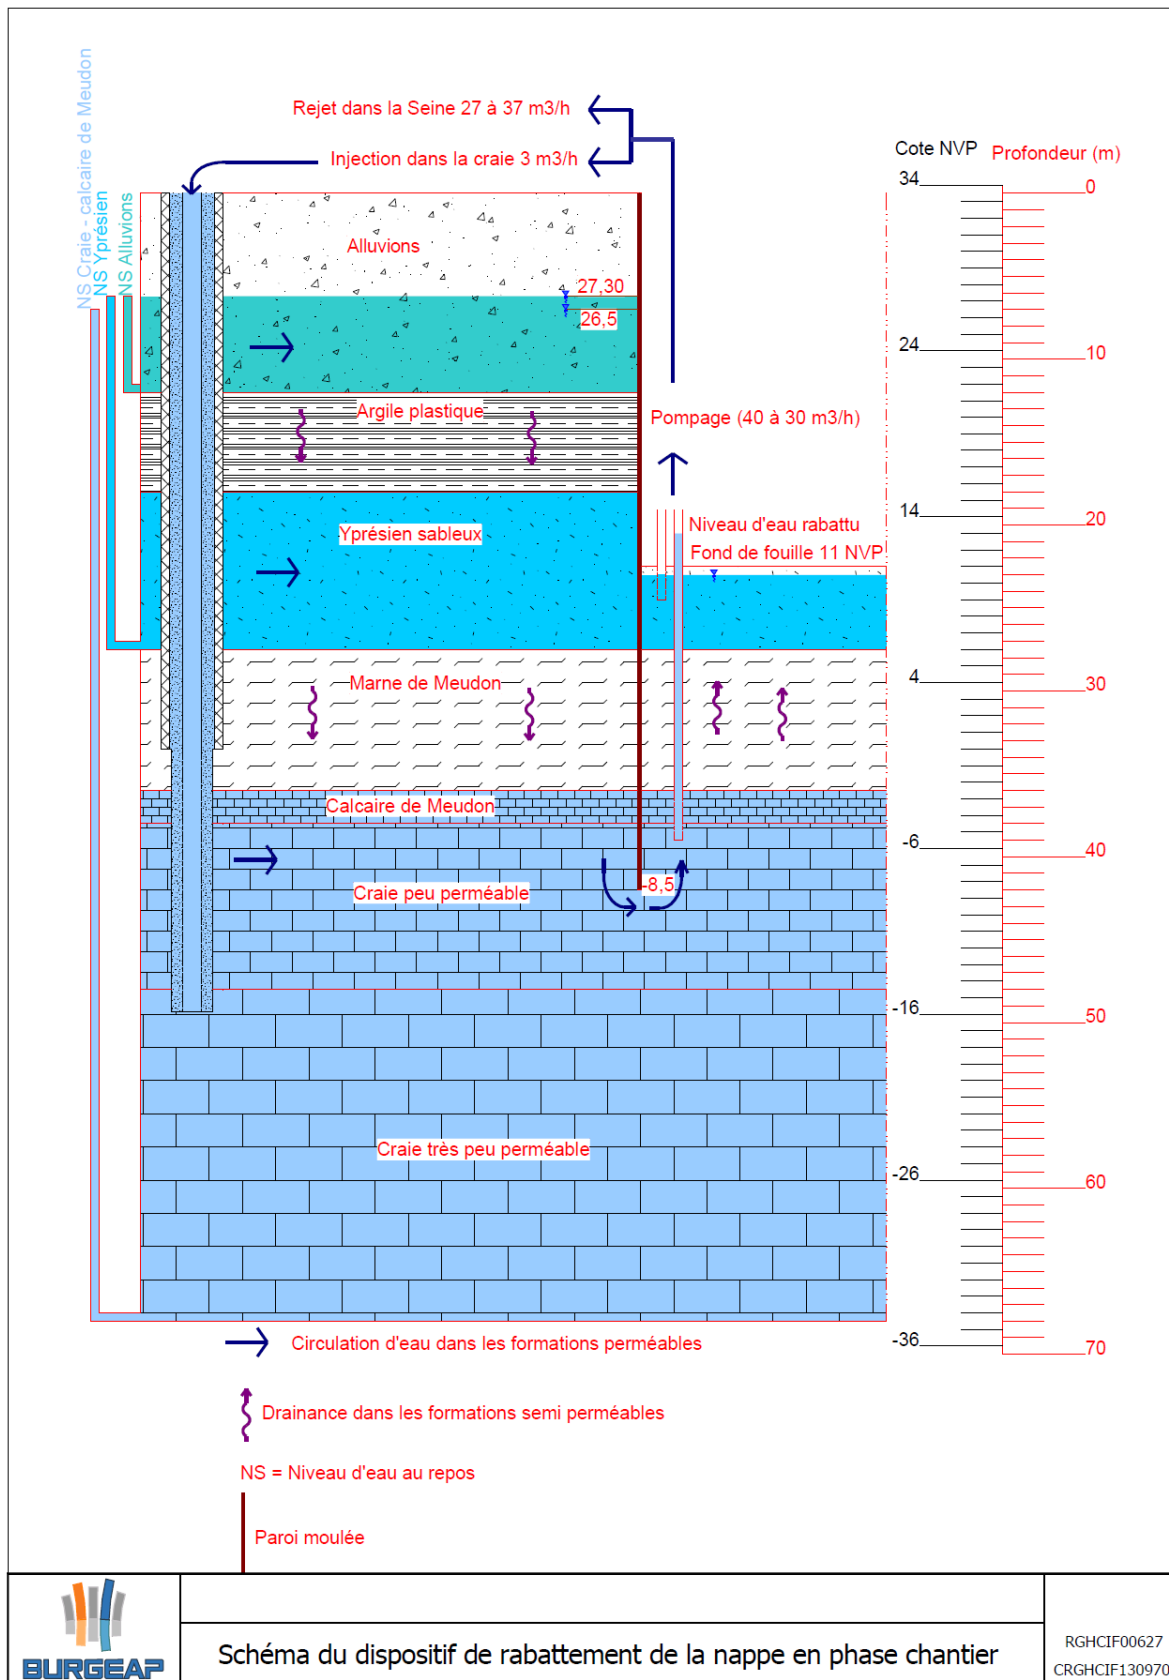 NS Craie - calcaire de Meudon
NS Yprésien
NS Alluvions
Rejet dans la Seine 27 à 37 m3/h
Injection dans la craie 3 m3/h
Cote NVP
Profondeur (m)
34
0
Alluvions
27,30
26,5
24
10
Argile plastique
Pompage (40 à 30 m3/h)
14
20
Yprésien sableux
Niveau d'eau rabattu
Fond de fouille 11 NVP
Marne de Meudon
4
30
Calcaire de Meudon
-6
40
Craie peu perméable
-8,5
-16
50
Craie très peu perméable
-26
60
-36
70
Circulation d'eau dans les formations perméables
Drainance dans les formations semi perméables
NS = Niveau d'eau au repos
Paroi moulée
BURGEAP
Schéma du dispositif de rabattement de la nappe en phase chantier
RGHCIF00627
CRGHCIF130970